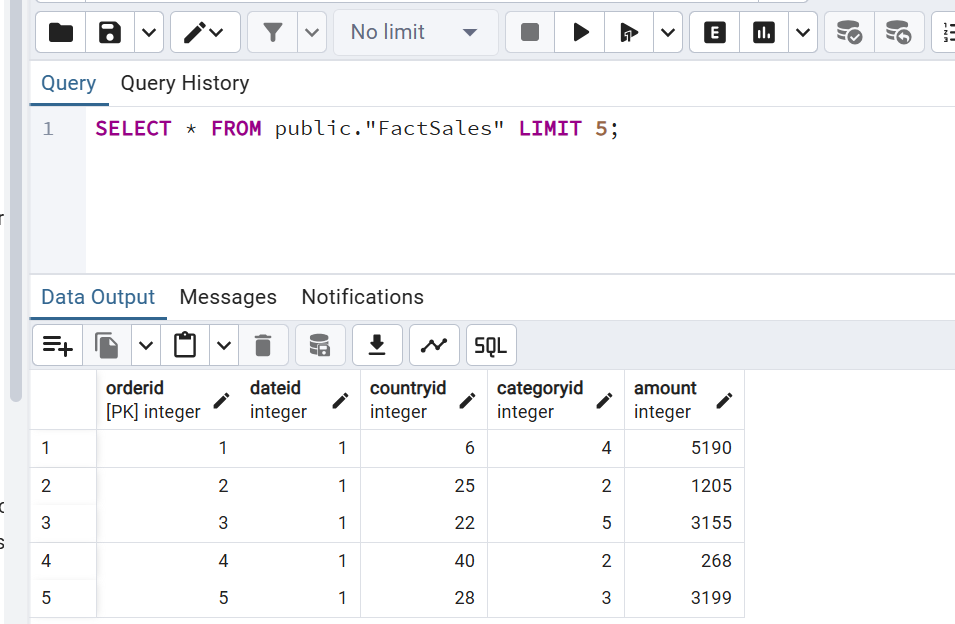 No limit
E
Query Query History
1 SELECT * FROM public."FactSales" LIMIT 5;
Data Output Messages Notifications
SQL
orderid dateid countryid categoryid amount
[PK] integer integer integer integer integer
1 1 1 6 4 5190
2 2 1 25 2 1205
3 3 1 22 5 3155
4 4 1 40 2 268
5 5 1 28 3 3199